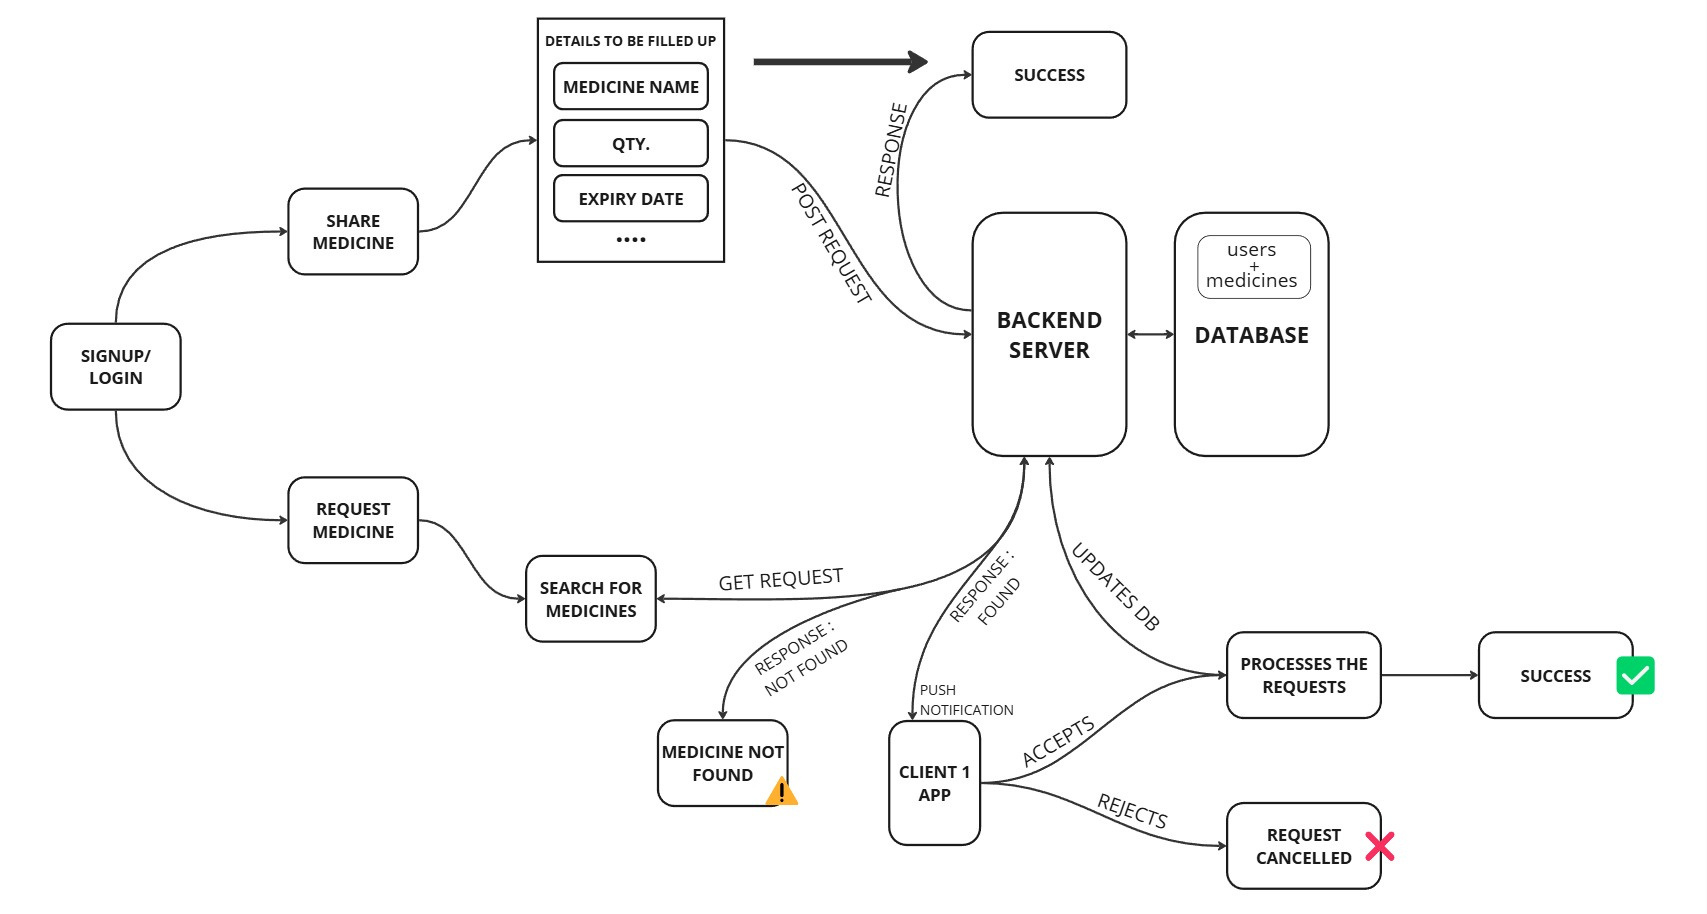 DETAILS TO BE FILLED UP
MEDICINE NAME
QTY.
EXPIRY DATE
••••
SUCCESS
RESPONSE
POST REQUEST
SHARE
MEDICINE
SIGNUP/
LOGIN
BACKEND
SERVER
users
+
medicines
DATABASE
REQUEST
MEDICINE
SEARCH FOR
MEDICINES
GET REQUEST
RESPONSE :
NOT FOUND
RESPONSE :
FOUND
UPDATES DB
MEDICINE NOT
FOUND
PUSH
NOTIFICATION
CLIENT 1
APP
ACCEPTS
REJECTS
PROCESSES THE
REQUESTS
SUCCESS
REQUEST
CANCELLED